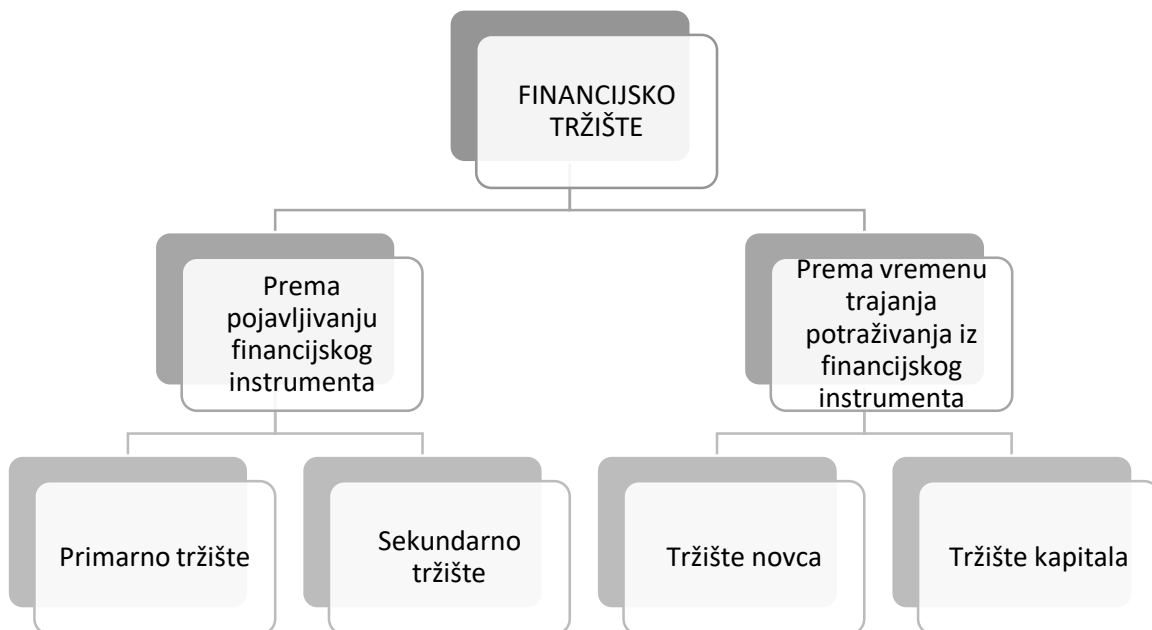 FINANCIJSKO
TRŽIŠTE
Prema
pojavljivanju
financijskog
instrumenta
Prema vremenu
trajanja
potraživanja iz
financijskog
instrumenta
Primarno tržište
Sekundarno
tržište
Tržište novca
Tržište kapitala